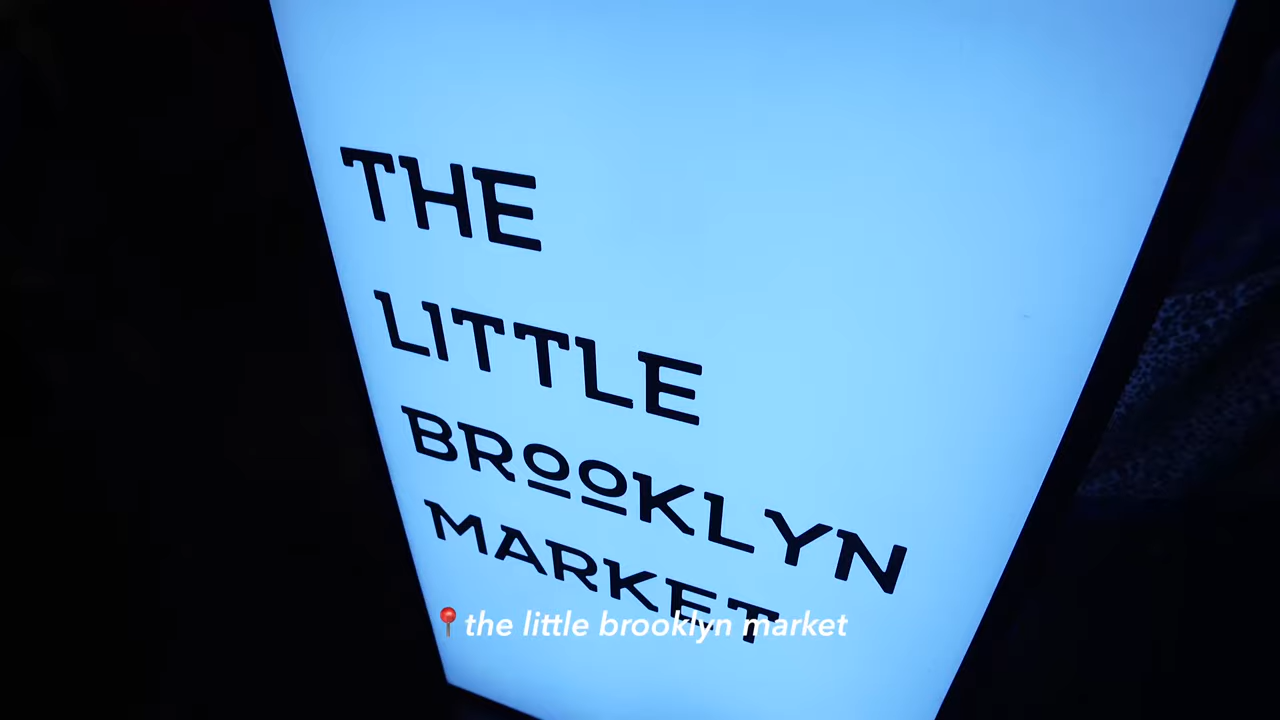 THE
LITTLE
BROOKLYN
MARKET
📍the little brooklyn market